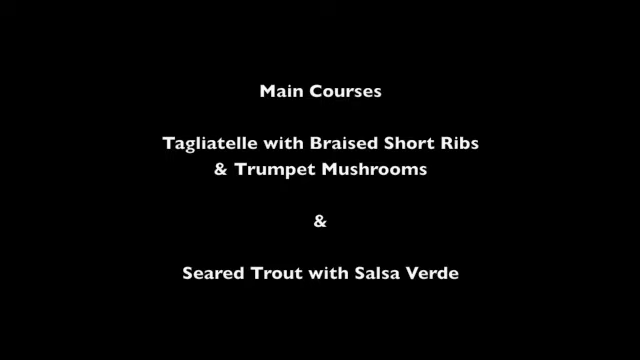 Main Courses
Tagliatelle with Braised Short Ribs
& Trumpet Mushrooms
&
Seared Trout with Salsa Verde